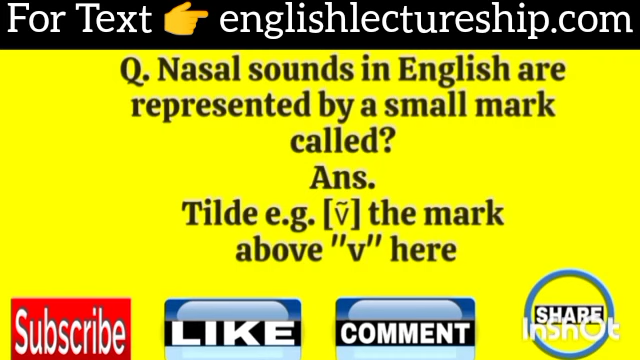 For Text 👉 englishlectureship.com
Q. Nasal sounds in English are
represented by a small mark
called?
Ans.
Tilde e.g. [ṽ] the mark
above "v" here
Subscribe
LIKE
COMMENT
SHARE
InShOt